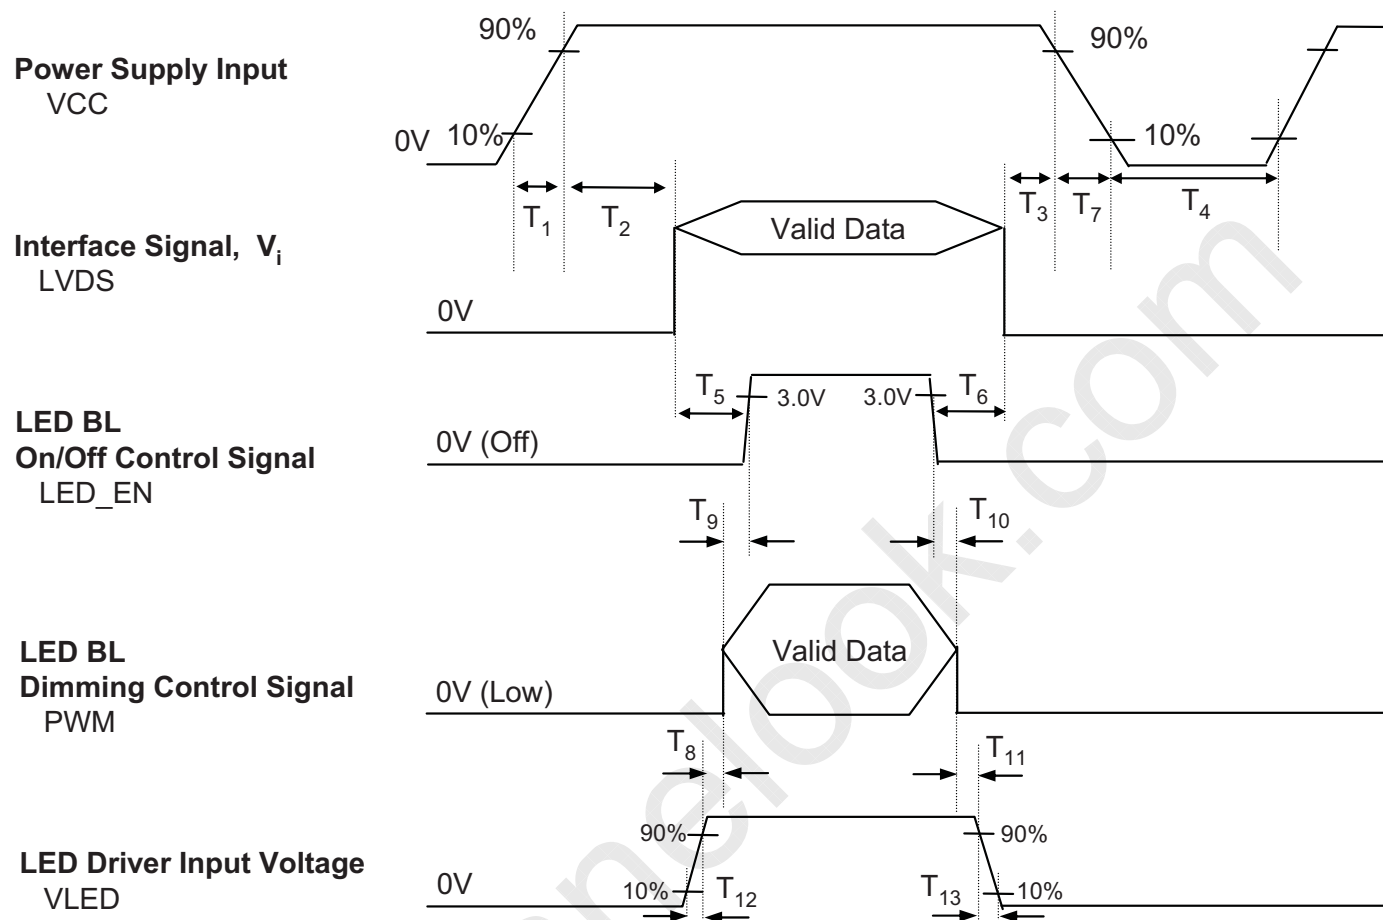 90%
90%
Power Supply Input
VCC
0V 10%
10%
T1
T2
T3
T7
T4
Valid Data
Interface Signal, Vi
LVDS
0V
T5
3.0V
3.0V
T6
LED BL
On/Off Control Signal
LED_EN
0V (Off)
T9
T10
Valid Data
LED BL
Dimming Control Signal
PWM
0V (Low)
T8
T11
90%
90%
LED Driver Input Voltage
VLED
0V
10%
T12
T13
10%
nelook.com